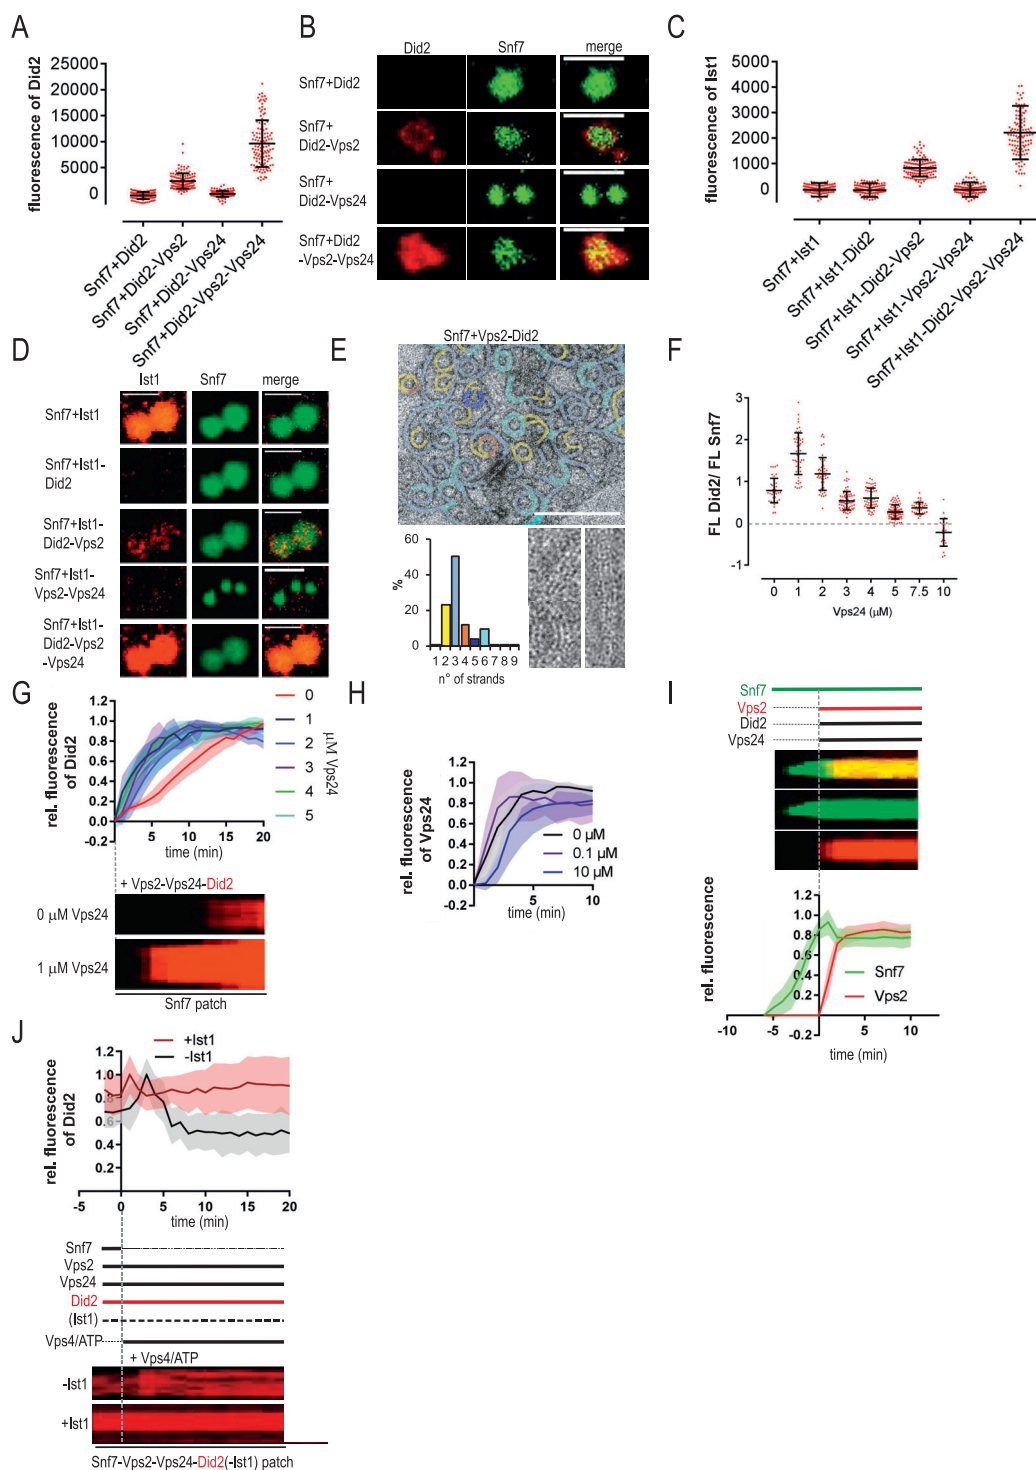 A
fluorescence of Did2
25000
20000
15000
10000
5000
0
Snf7+Did2
Snf7+Did2-Vps2
Snf7+Did2-Vps24
Snf7+Did2-Vps2-Vps24
B
Did2 Snf7 merge
Snf7+Did2
Snf7+
Did2-Vps2
Snf7+
Did2-Vps24
Snf7+Did2
-Vps2-Vps24
C
fluorescence of Ist1
5000
4000
3000
2000
1000
0
Snf7+Ist1
Snf7+Ist1-Did2
Snf7+Ist1-Did2-Vps2
Snf7+Ist1-Vps2-Vps24
Snf7+Ist1-Did2-Vps2-Vps24
D
Ist1 Snf7 merge
Snf7+Ist1
Snf7+Ist1-
Did2
Snf7+Ist1-
Did2-Vps2
Snf7+Ist1-
Vps2-Vps24
Snf7+Ist1-
Did2-Vps2
-Vps24
E
Snf7+Vps2-Did2
%
60
40
20
0
1 2 3 4 5 6 7 8 9
n° of strands
F
FL Did2/ FL Snf7
3
2
1
0
-1
0 1 2 3 4 5 7.5 10
Vps24 (µM)
G
rel. fluorescence
of Did2
1.2
1.0
0.8
0.6
0.4
0.2
0.0
-0.2
5 10 15 20
time (min)
0
1
2
3
4
5
µM Vps24
+ Vps2-Vps24-Did2
0 µM Vps24
1 µM Vps24
Snf7 patch
H
rel. fluorescence
of Vps24
1.2
1.0
0.8
0.6
0.4
0.2
0.0
-0.2
0 µM
0.1 µM
10 µM
5 10
time (min)
I
Snf7
Vps2
Did2
Vps24
rel. fluorescence
1.2
1.0
0.8
0.6
0.4
0.2
0.0
-0.2
Snf7
Vps2
-10 -5 5 10
time (min)
J
+Ist1
-Ist1
rel. fluorescence
of Did2
1.2
1.0
0.8
0.6
0.4
0.2
-5 0 5 10 15 20
time (min)
Snf7
Vps2
Vps24
Did2
(Ist1)
Vps4/ATP
+ Vps4/ATP
-Ist1
+Ist1
Snf7-Vps2-Vps24-Did2(-Ist1) patch